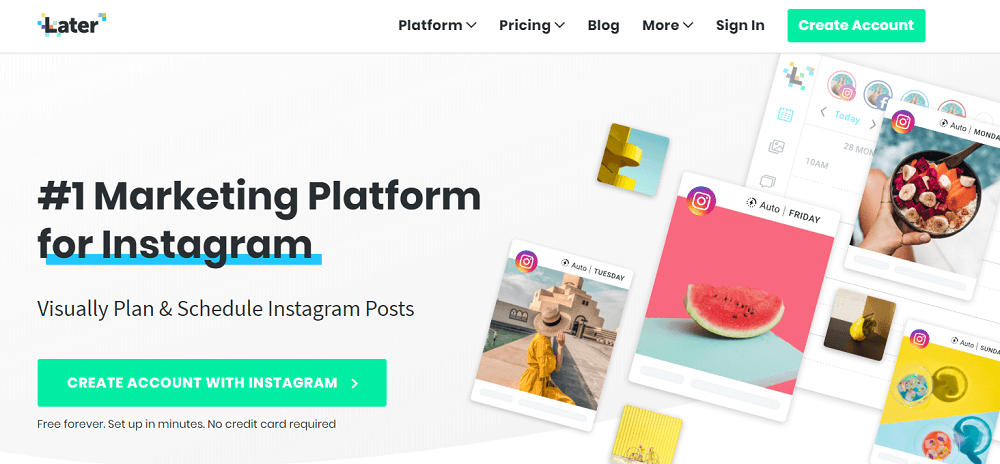 Later
Platform
Pricing
Blog
More
Sign In
Create Account
#1 Marketing Platform
for Instagram
Visually Plan & Schedule Instagram Posts
CREATE ACCOUNT WITH INSTAGRAM
Free forever. Set up in minutes. No credit card required
L
Today
28 MON
10AM
Auto | MONDA
Auto | FRIDAY
Auto | TUESDAY
Auto | SUNDA